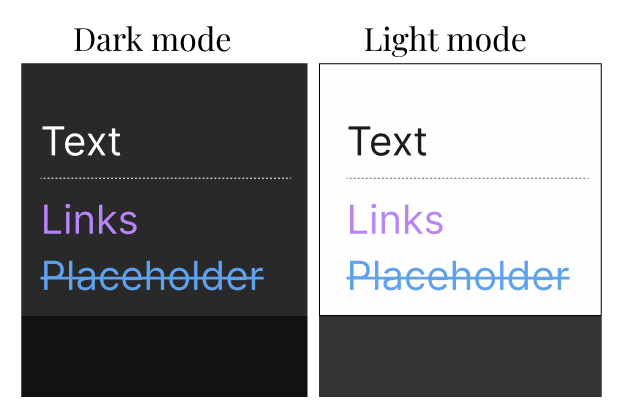 Dark mode
Light mode
Text
Links
Placeholder
Text
Links
Placeholder